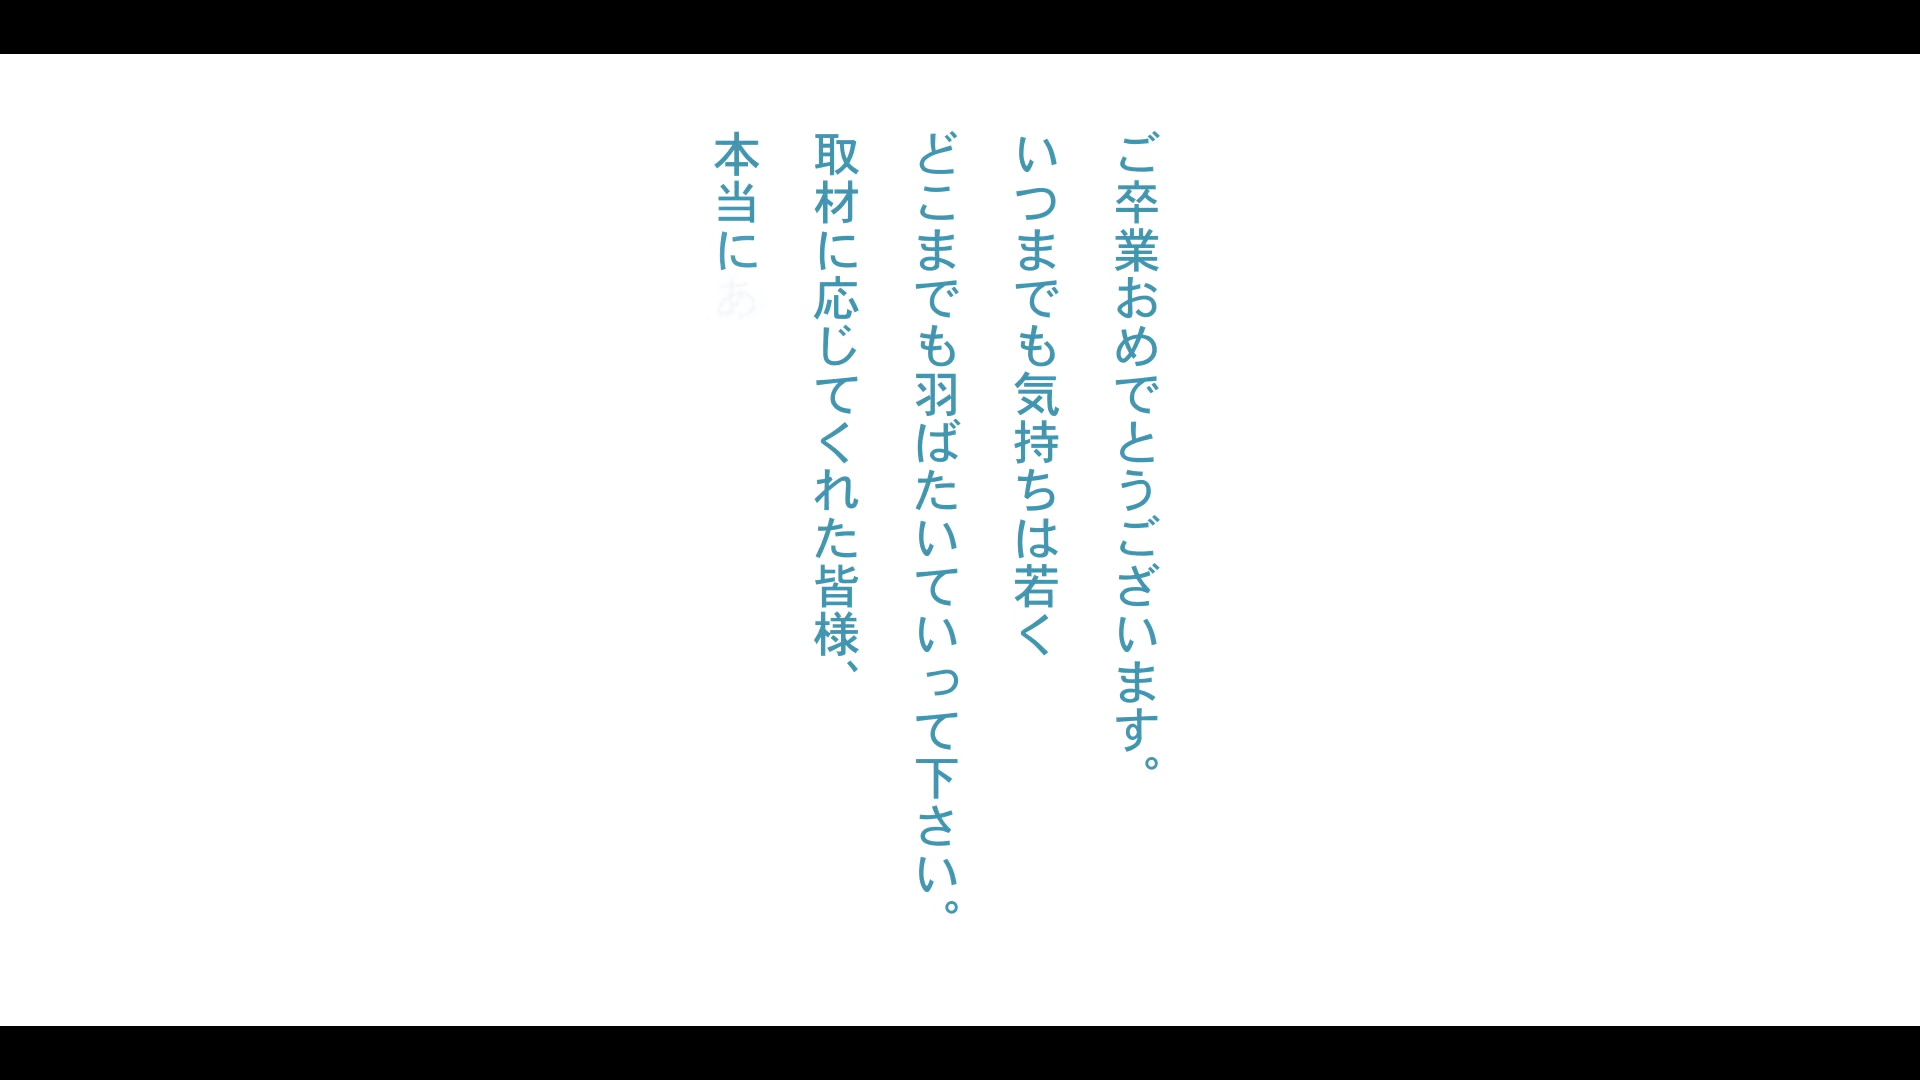 ご卒業おめでとうございます。
いつまでも気持ちは若く
どこまでも羽ばたいていって下さい。
取材に応じてくれた皆様、
本当にあ